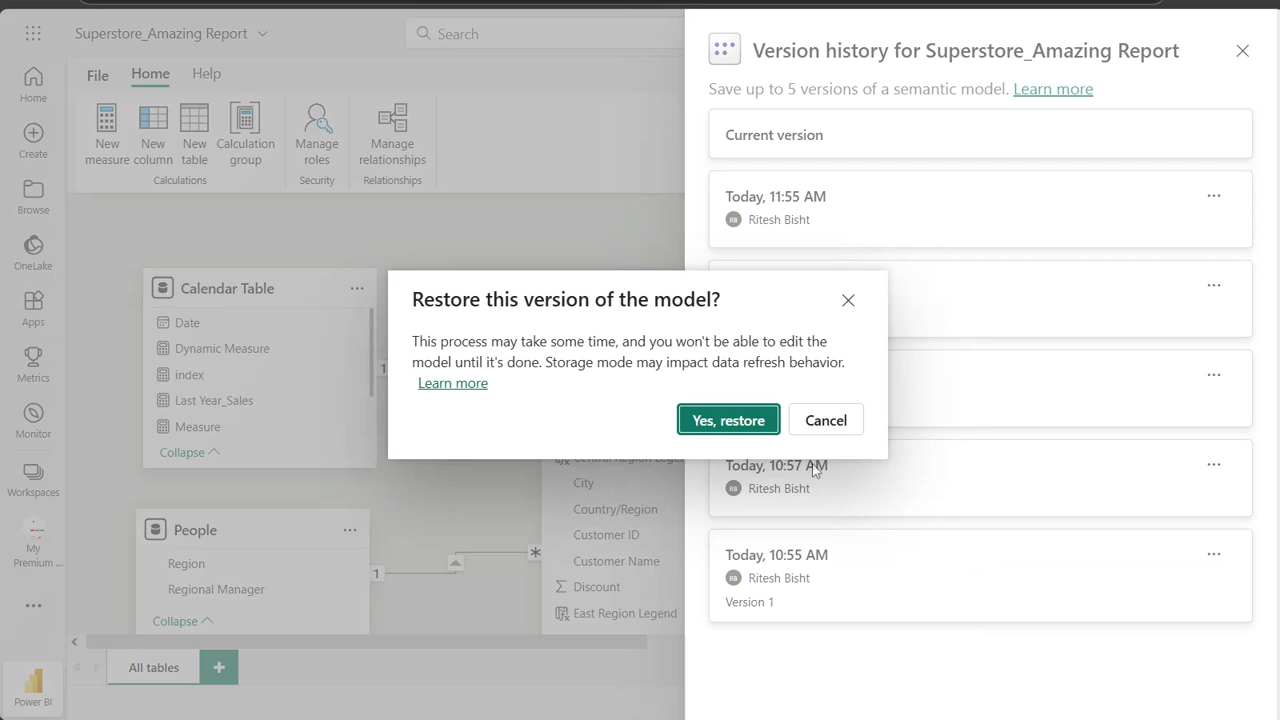 Superstore_Amazing Report
Search
Home
Create
Browse
OneLake
Apps
Metrics
Monitor
Workspaces
My
Premium ...
Power BI
File
Home
Help
New
measure
New
column
New
table
Calculation
group
Calculations
Manage
roles
Security
Manage
relationships
Relationships
Calendar Table
Date
Dynamic Measure
index
Last Year_Sales
Measure
Collapse
1
People
Region
Regional Manager
Collapse
1
*
City
Country/Region
Customer ID
Customer Name
Discount
East Region Legend
All tables
+
Version history for Superstore_Amazing Report
Save up to 5 versions of a semantic model. Learn more
Current version
Today, 11:55 AM
RB Ritesh Bisht
Restore this version of the model?
This process may take some time, and you won't be able to edit the
model until it's done. Storage mode may impact data refresh behavior.
Learn more
Yes, restore
Cancel
Today, 10:57 AM
RB Ritesh Bisht
Today, 10:55 AM
RB Ritesh Bisht
Version 1